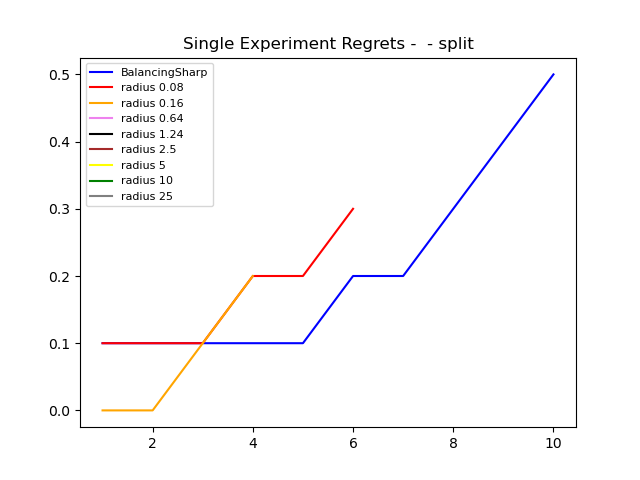 Single Experiment Regrets -  - split
BalancingSharp
radius 0.08
radius 0.16
radius 0.64
radius 1.24
radius 2.5
radius 5
radius 10
radius 25
0.5
0.4
0.3
0.2
0.1
0.0
2 4 6 8 10